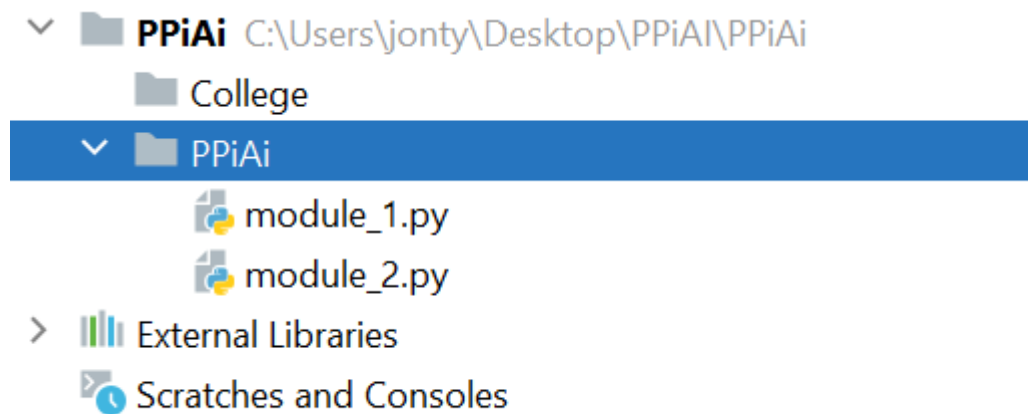 PPiAi C:\Users\jonty\Desktop\PPiAI\PPiAi
College
PPiAi
module_1.py
module_2.py
External Libraries
Scratches and Consoles